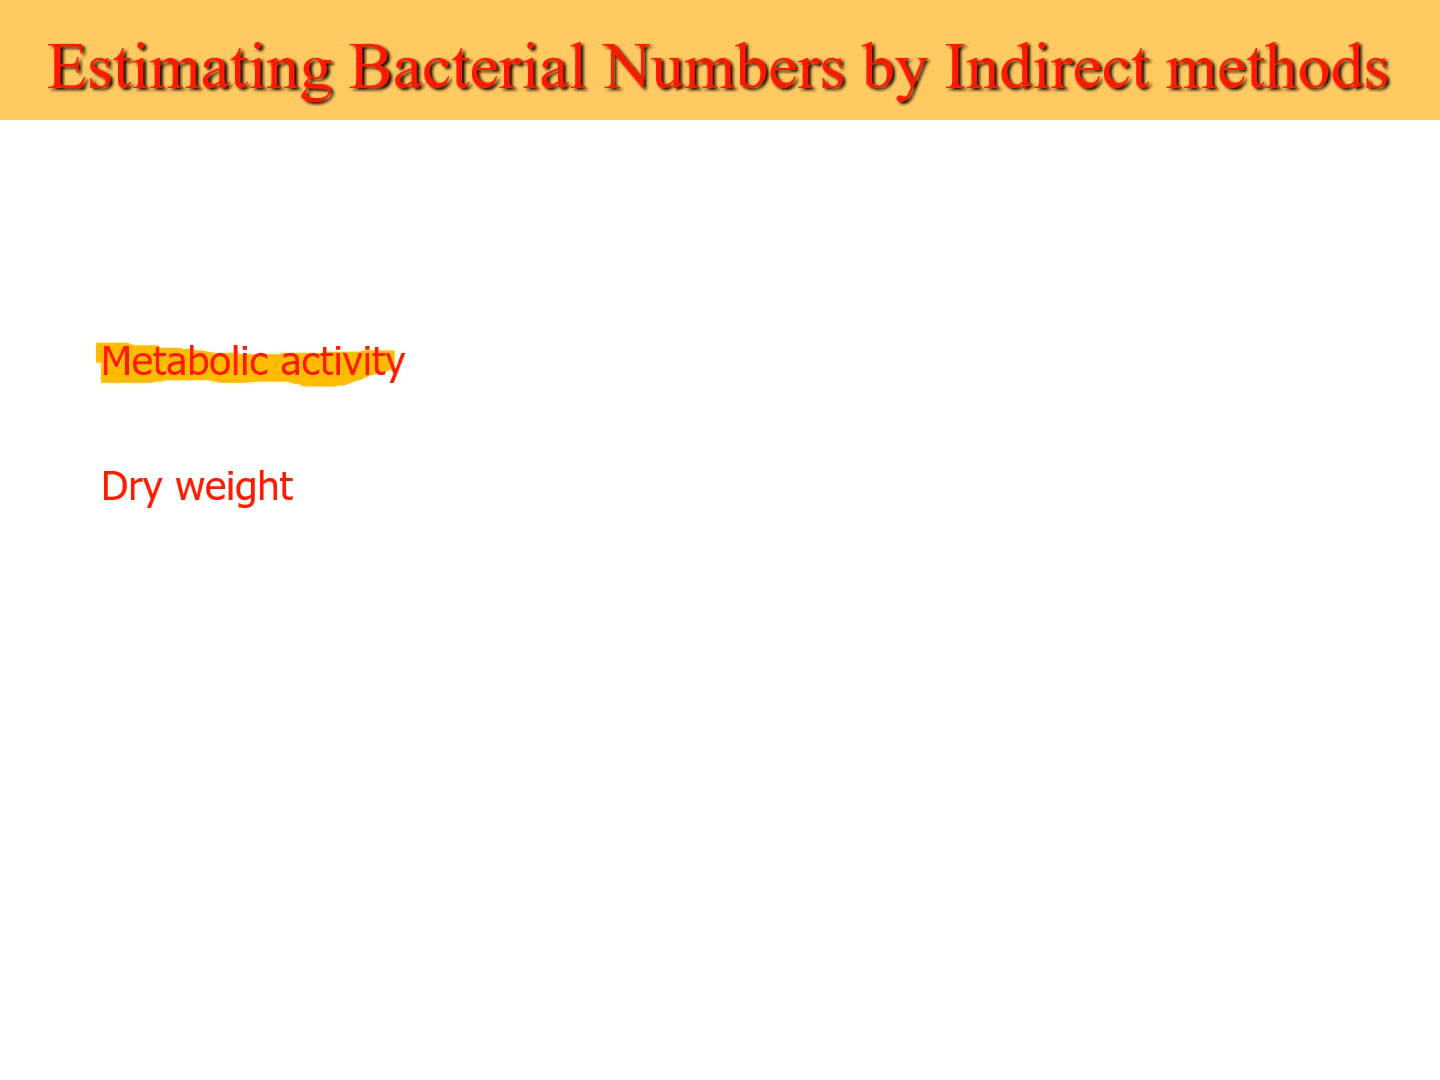 Estimating Bacterial Numbers by Indirect methods
Metabolic activity
Dry weight